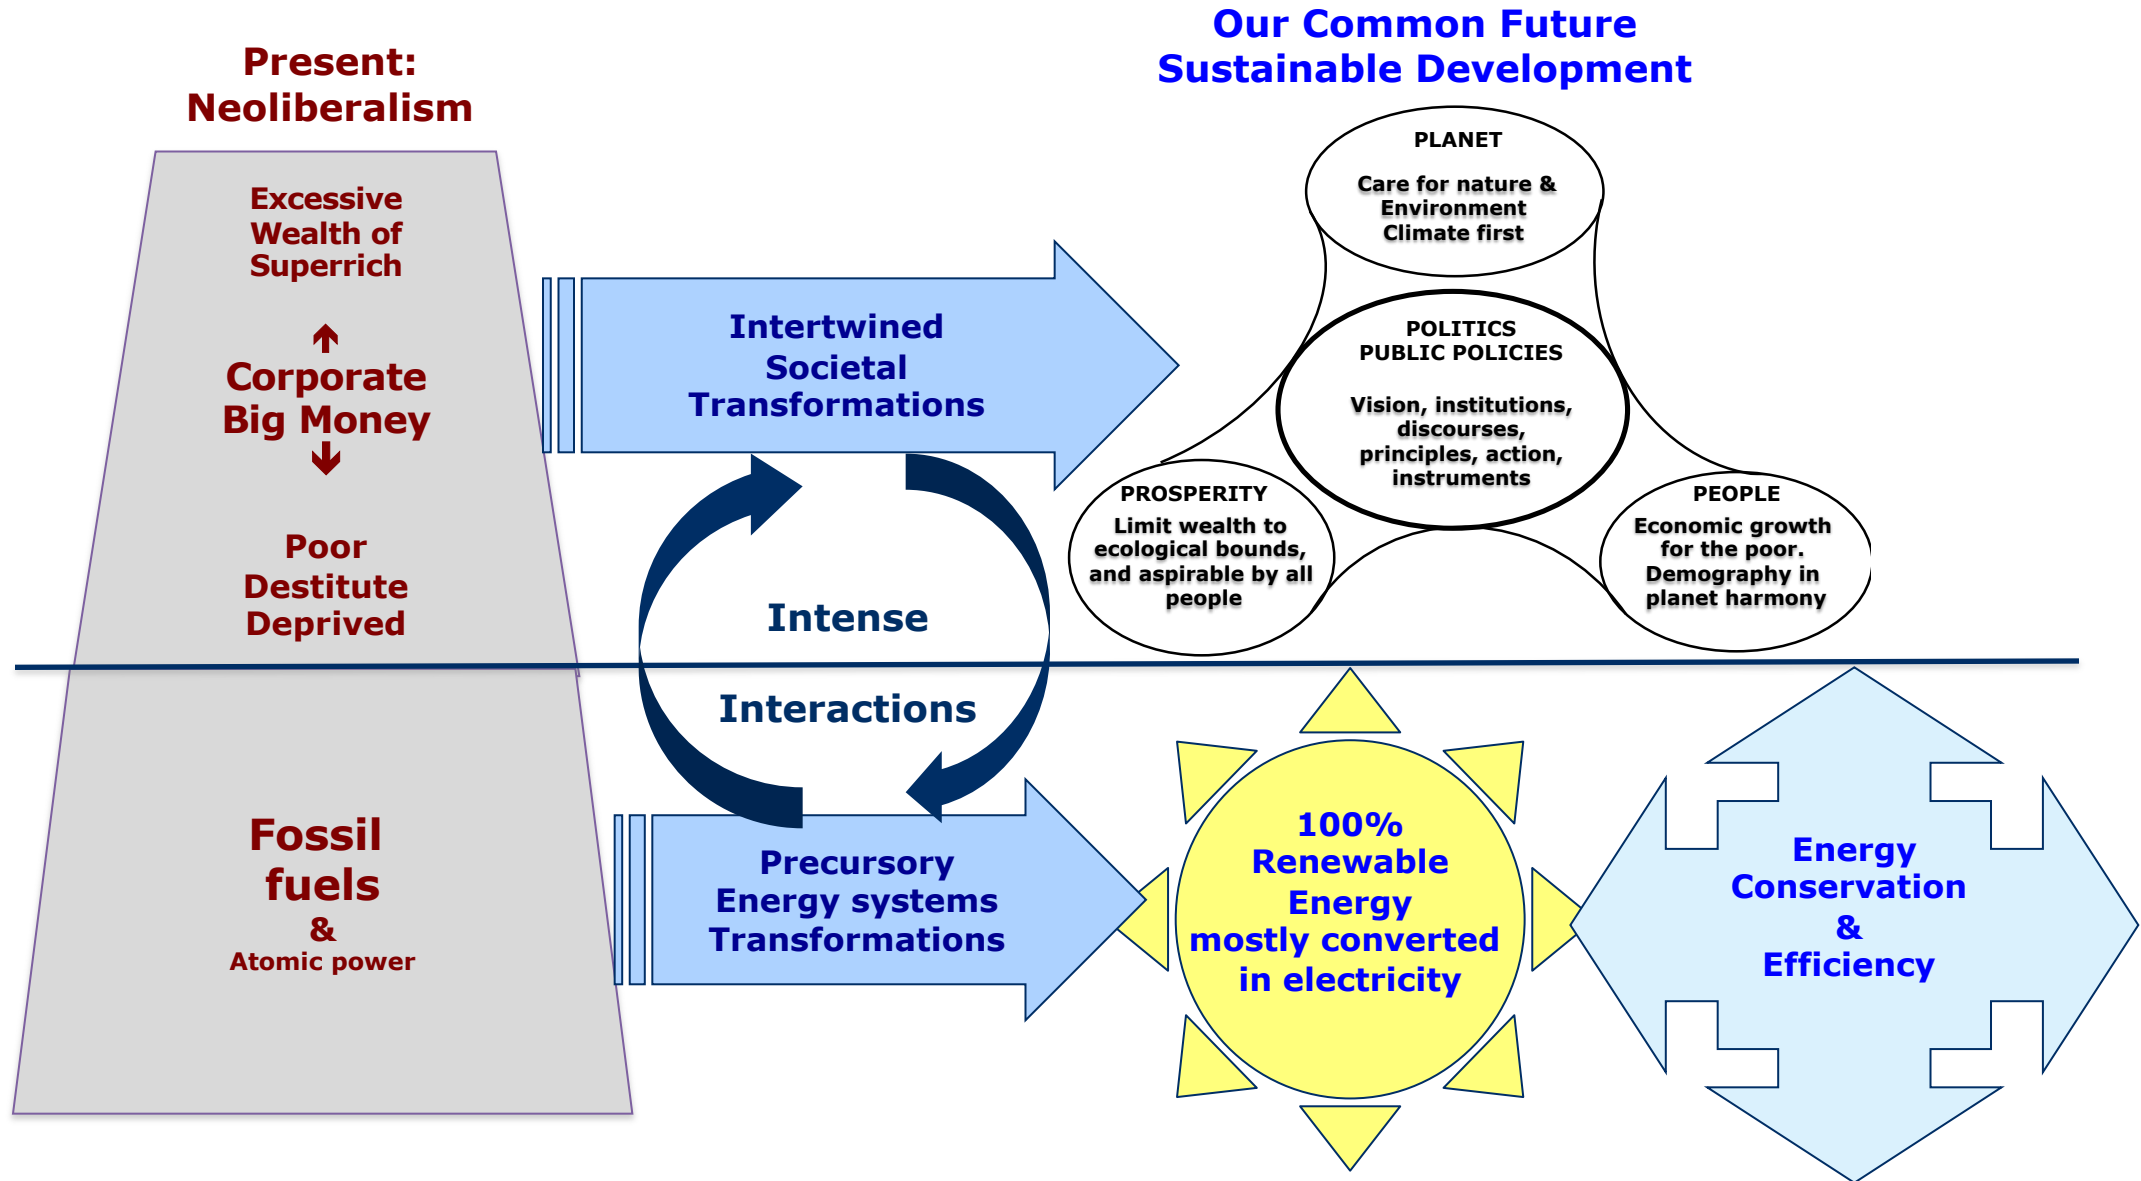 Present:
Neoliberalism
Excessive
Wealth of
Superrich
Corporate
Big Money
Poor
Destitute
Deprived
Fossil
fuels
&
Atomic power
Intertwined
Societal
Transformations
Intense
Interactions
Precursory
Energy systems
Transformations
Our Common Future
Sustainable Development
PLANET
Care for nature &
Environment
Climate first
POLITICS
PUBLIC POLICIES
Vision, institutions,
discourses,
principles, action,
instruments
PROSPERITY
Limit wealth to
ecological bounds,
and aspirable by all
people
PEOPLE
Economic growth
for the poor.
Demography in
planet harmony
100%
Renewable
Energy
mostly converted
in electricity
Energy
Conservation
&
Efficiency